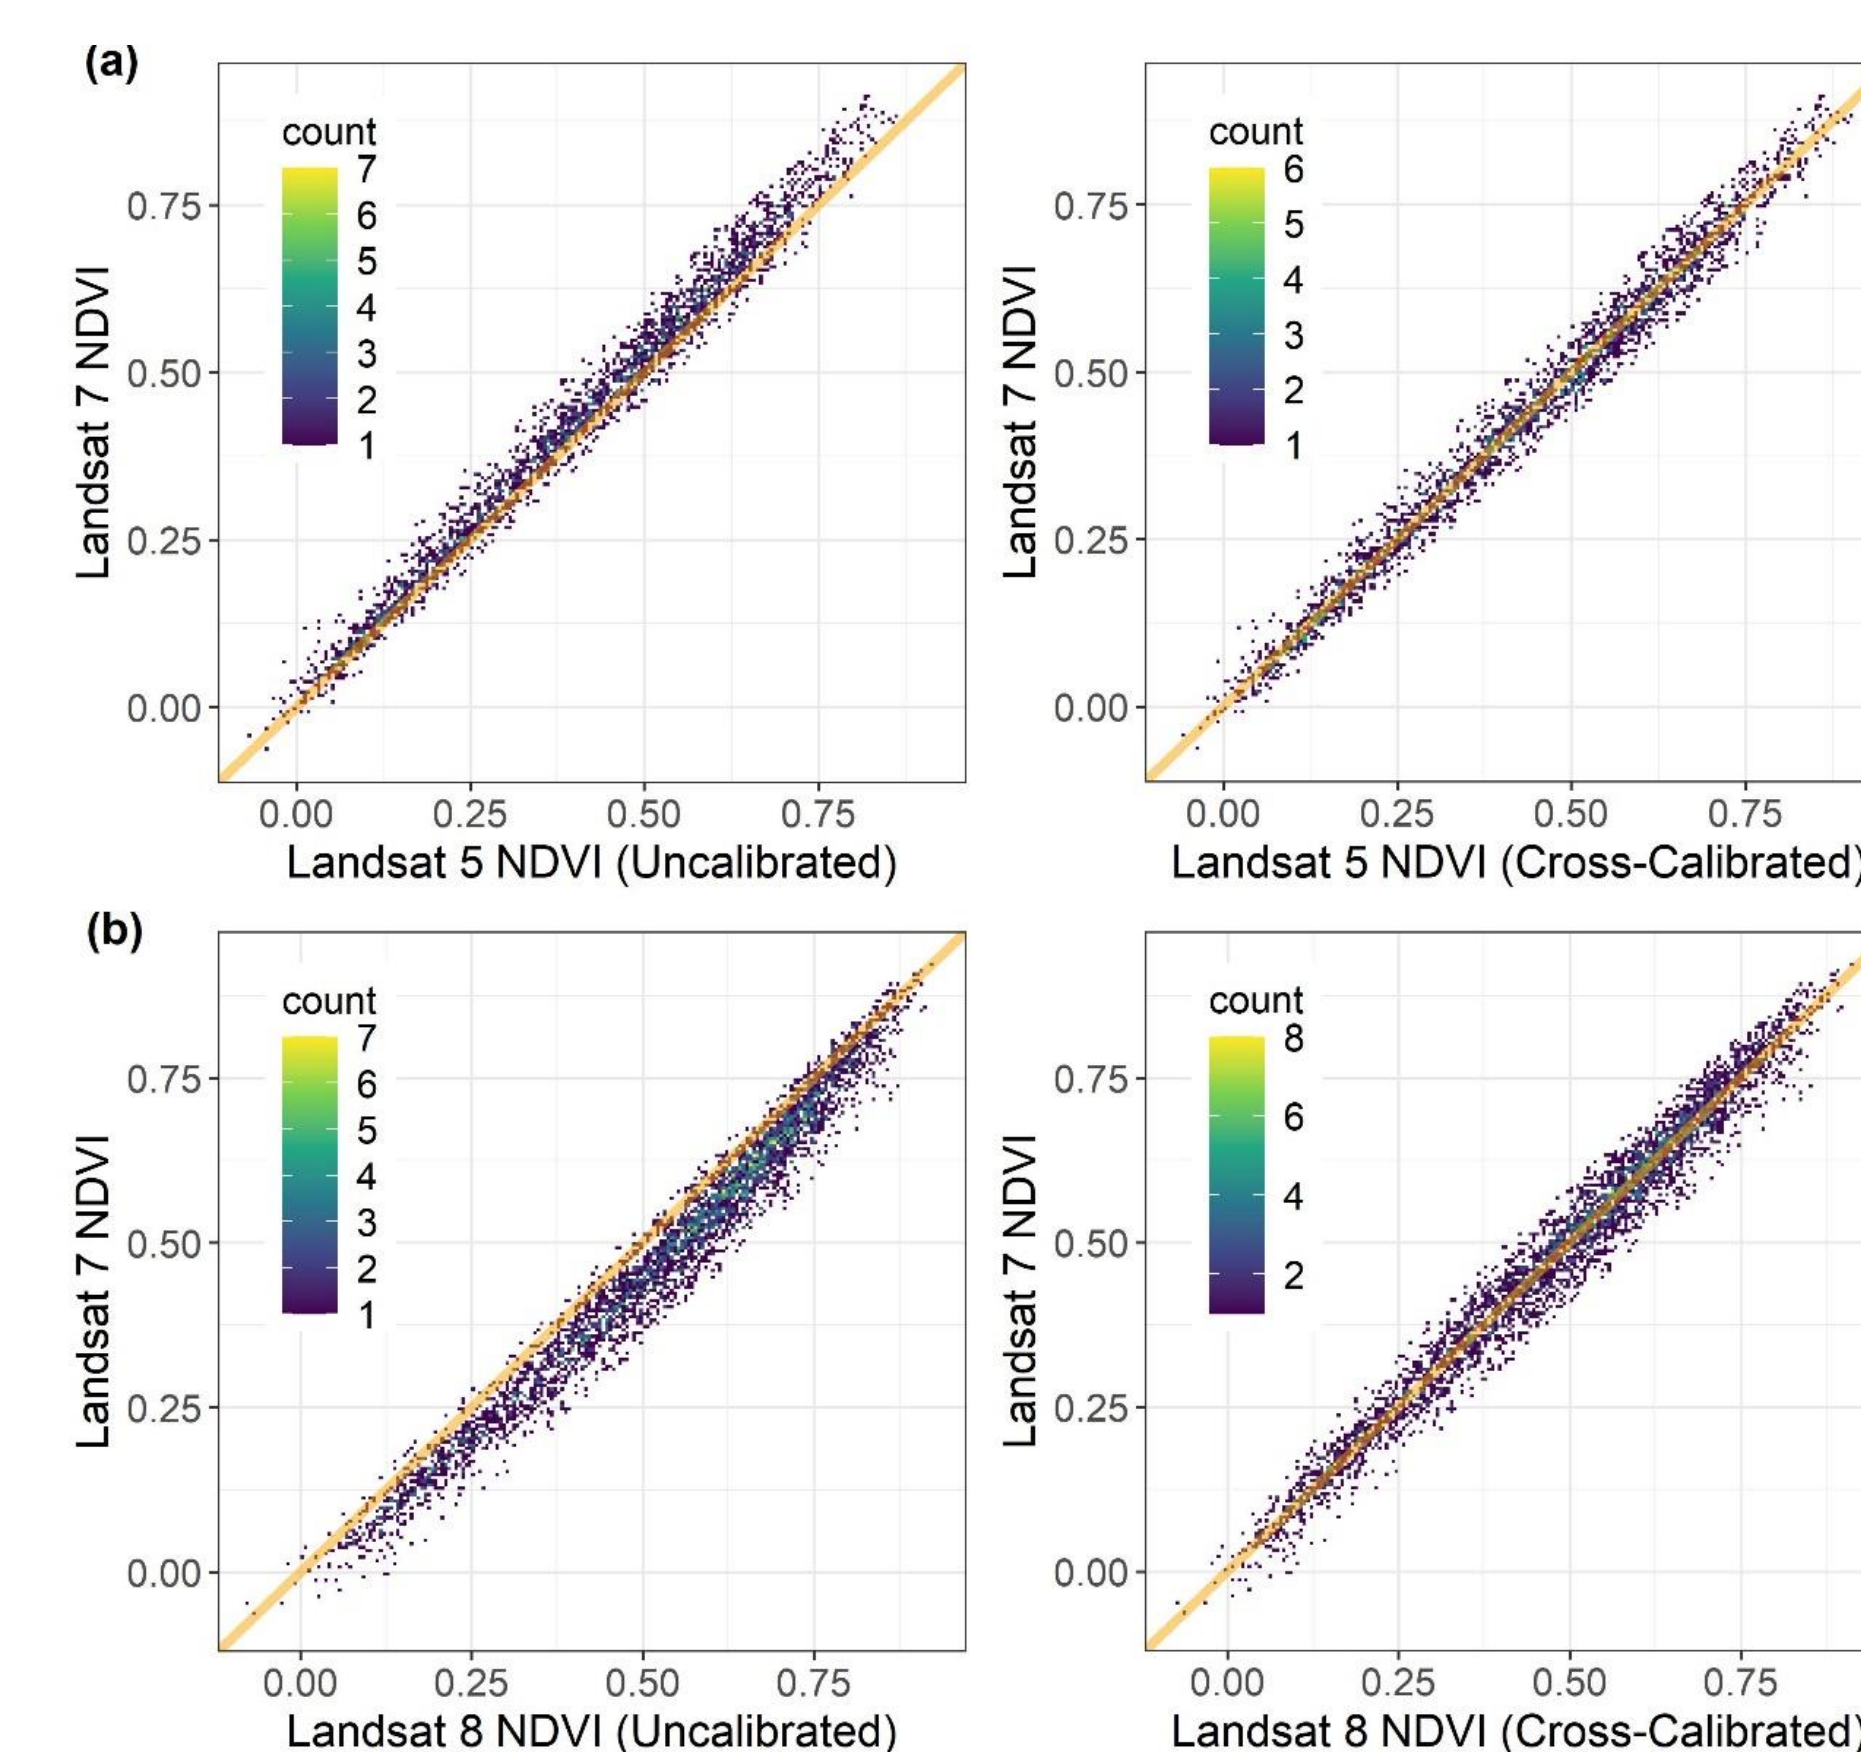 (a)
count
7
6
5
4
3
2
1
Landsat 7 NDVI
0.75
0.50
0.25
0.00
0.00 0.25 0.50 0.75
Landsat 5 NDVI (Uncalibrated)
count
6
5
4
3
2
1
Landsat 7 NDVI
0.75
0.50
0.25
0.00
0.00 0.25 0.50 0.75
Landsat 5 NDVI (Cross-Calibrated)
(b)
count
7
6
5
4
3
2
1
Landsat 7 NDVI
0.75
0.50
0.25
0.00
0.00 0.25 0.50 0.75
Landsat 8 NDVI (Uncalibrated)
count
8
6
4
2
Landsat 7 NDVI
0.75
0.50
0.25
0.00
0.00 0.25 0.50 0.75
Landsat 8 NDVI (Cross-Calibrated)